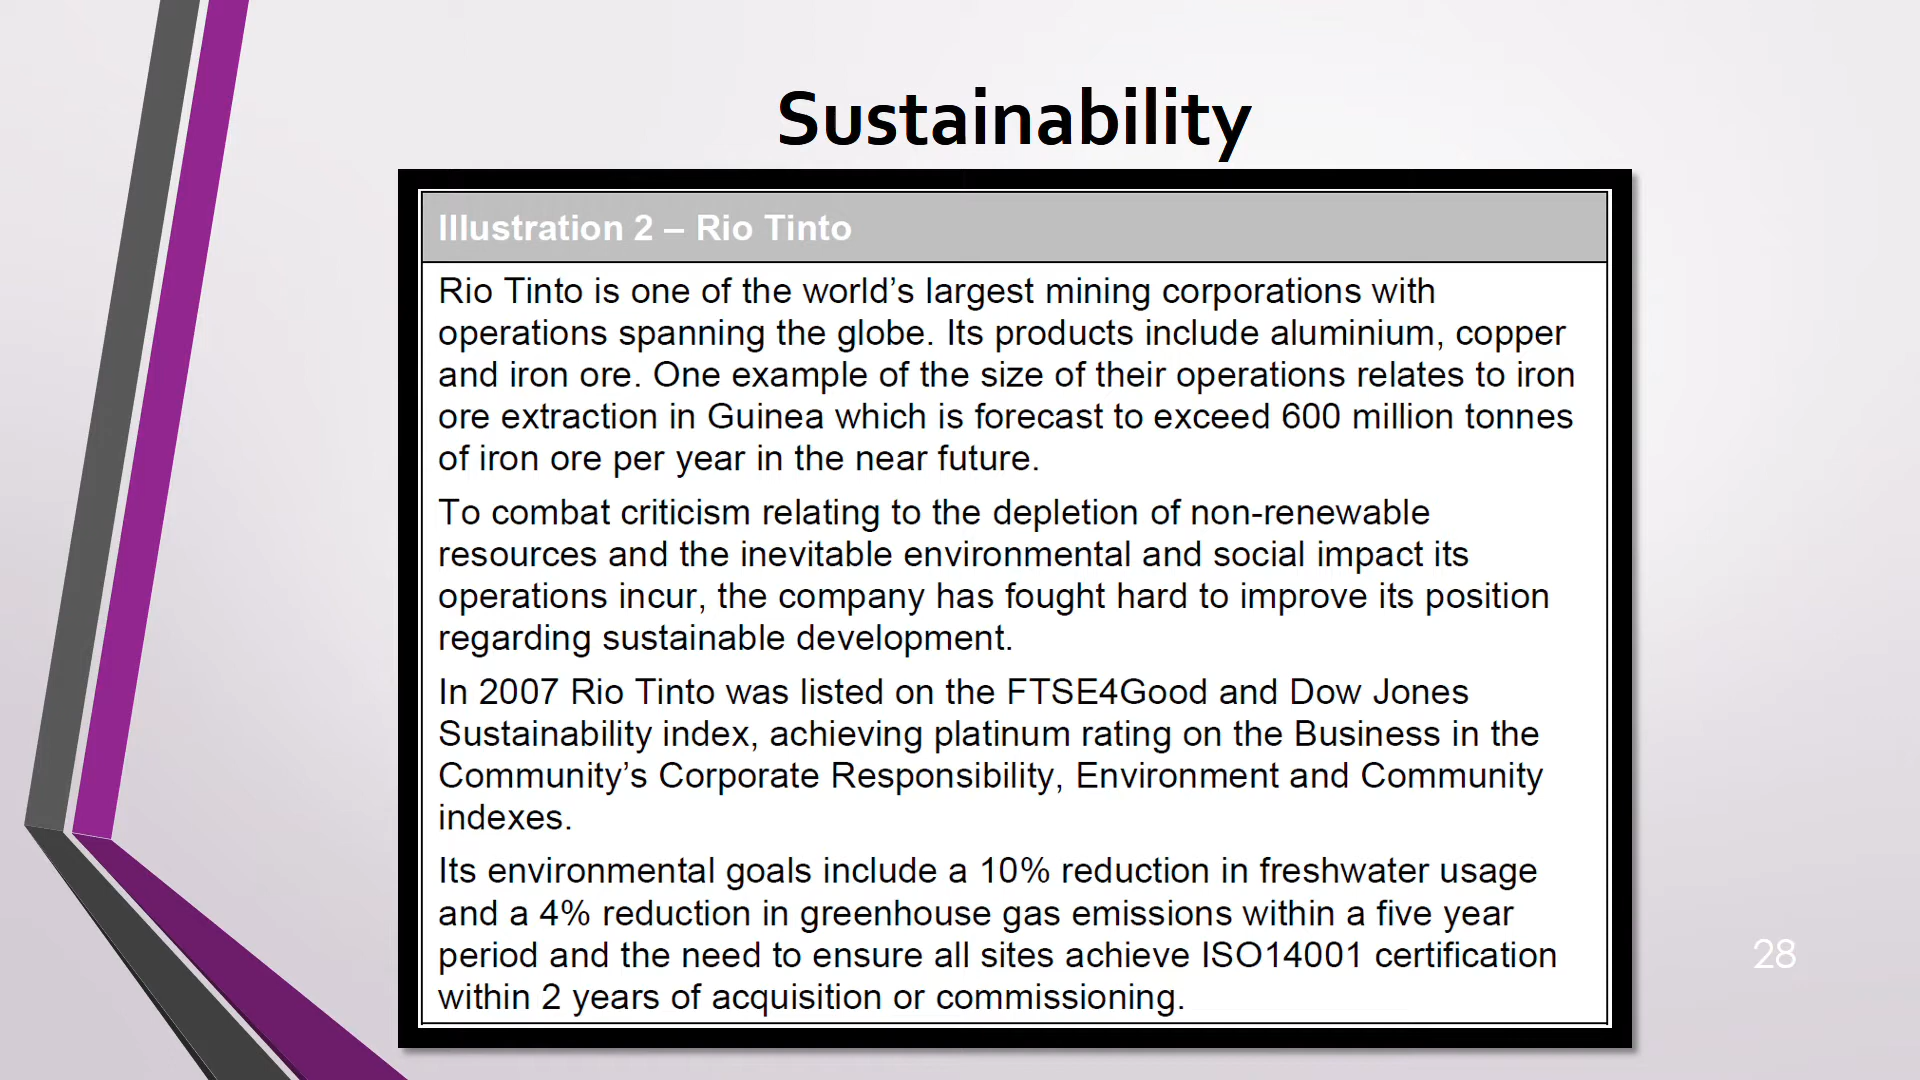 Sustainability
Illustration 2 – Rio Tinto
Rio Tinto is one of the world’s largest mining corporations with
operations spanning the globe. Its products include aluminium, copper
and iron ore. One example of the size of their operations relates to iron
ore extraction in Guinea which is forecast to exceed 600 million tonnes
of iron ore per year in the near future.
To combat criticism relating to the depletion of non-renewable
resources and the inevitable environmental and social impact its
operations incur, the company has fought hard to improve its position
regarding sustainable development.
In 2007 Rio Tinto was listed on the FTSE4Good and Dow Jones
Sustainability index, achieving platinum rating on the Business in the
Community’s Corporate Responsibility, Environment and Community
indexes.
Its environmental goals include a 10% reduction in freshwater usage
and a 4% reduction in greenhouse gas emissions within a five year
period and the need to ensure all sites achieve ISO14001 certification
within 2 years of acquisition or commissioning.
28